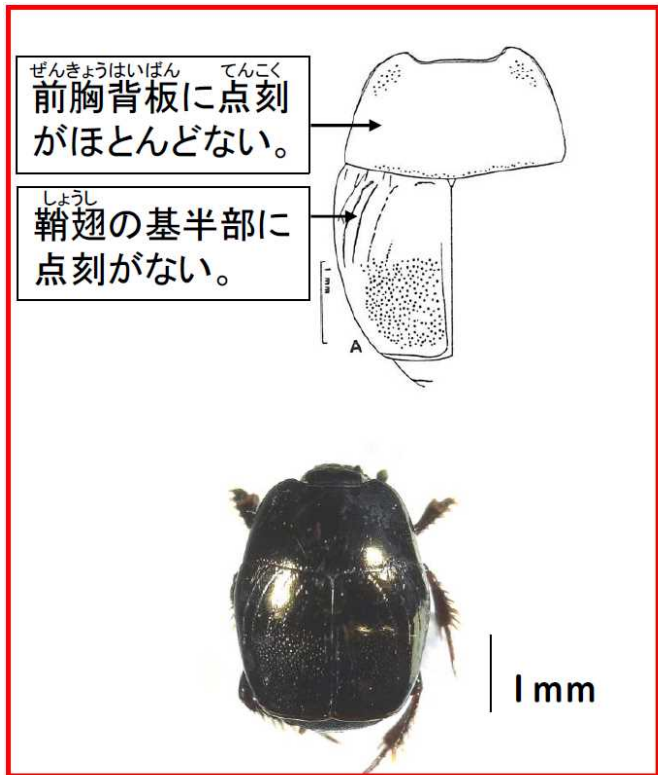 ぜんきょうはいばん てんこく
前胸背板に点刻
がほとんどない。
しょうし
鞘翅の基半部に
点刻がない。
1 mm
A
1mm